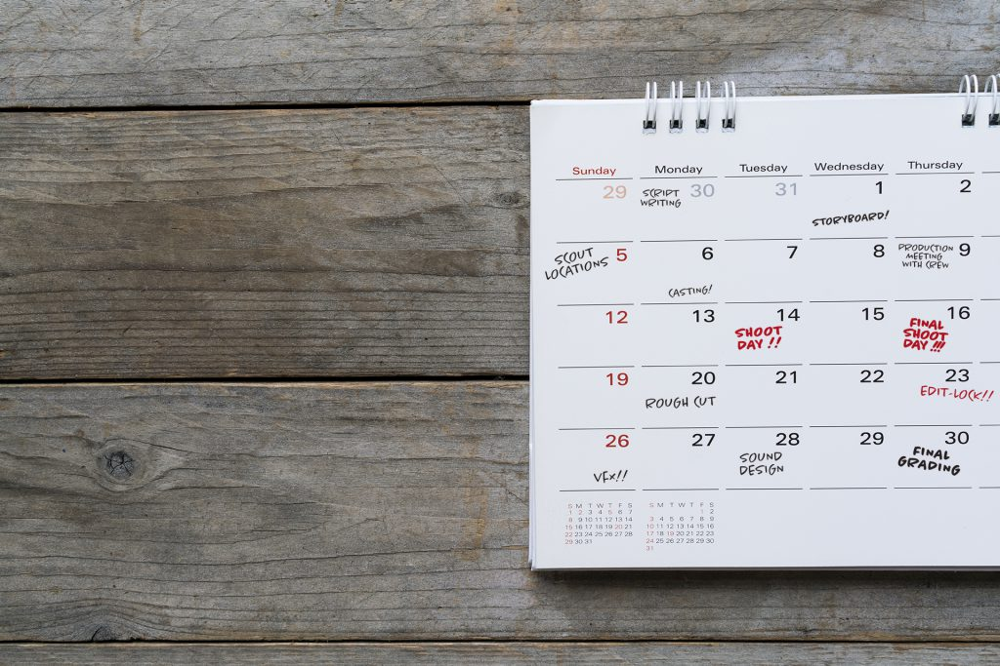 Sunday Monday Tuesday Wednesday Thursday
29 SCRIPT WRITING 30 31 1 2
STORYBOARD!
SCOUT LOCATIONS 5 6 7 8 PRODUCTION MEETING WITH CREW 9
CASTING!
12 13 14 15 16
SHOOT DAY !! FINAL SHOOT DAY !!!
19 20 21 22 23
ROUGH CUT EDIT-LOCK!!
26 27 28 29 30
VFX!! SOUND DESIGN FINAL GRADING
S M T W T F S
1 2 3 4 5 6 7
8 9 10 11 12 13 14
15 16 17 18 19 20 21
22 23 24 25 26 27 28
29 30 31
S M T W T F S
1 2
3 4 5 6 7 8 9
10 11 12 13 14 15 16
17 18 19 20 21 22 23
24 25 26 27 28 29 30
31